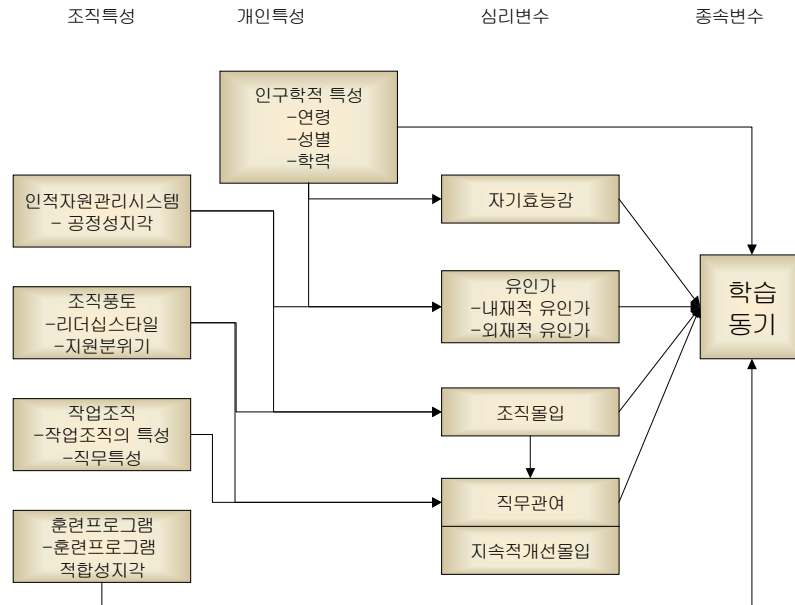 조직특성 개인특성 심리변수 종속변수
인구학적 특성
-연령
-성별
-학력
인적자원관리시스템
- 공정성지각
자기효능감
조직풍토
-리더십스타일
-지원분위기
유인가
-내재적 유인가
-외재적 유인가
학습
동기
작업조직
-작업조직의 특성
-직무특성
조직몰입
직무관여
지속적개선몰입
훈련프로그램
-훈련프로그램
적합성지각